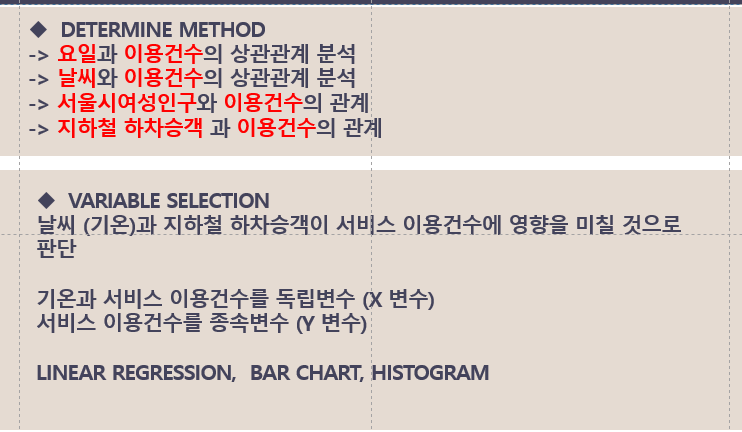 ◆ DETERMINE METHOD
-> 요일과 이용건수의 상관관계 분석
-> 날씨와 이용건수의 상관관계 분석
-> 서울시여성인구와 이용건수의 관계
-> 지하철 하차승객 과 이용건수의 관계
◆ VARIABLE SELECTION
날씨 (기온)과 지하철 하차승객이 서비스 이용건수에 영향을 미칠 것으로
판단
기온과 서비스 이용건수를 독립변수 (X 변수)
서비스 이용건수를 종속변수 (Y 변수)
LINEAR REGRESSION, BAR CHART, HISTOGRAM